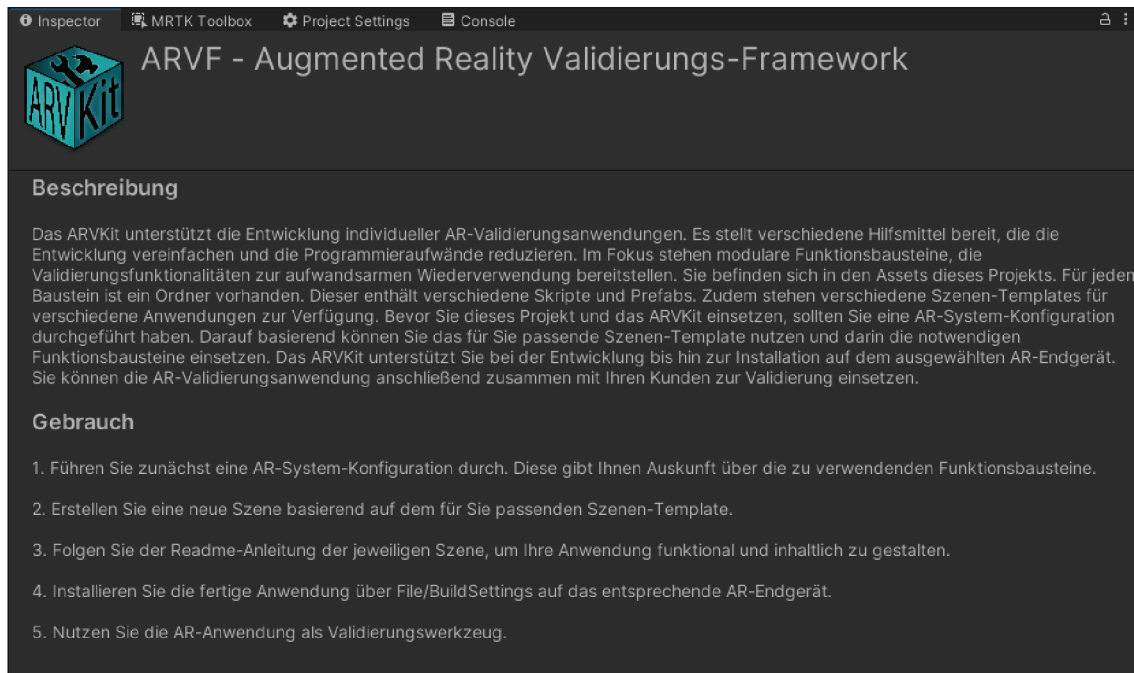 Inspector MRTK Toolbox Project Settings Console
ARVF - Augmented Reality Validierungs-Framework
ARV Kit
Beschreibung
Das ARVKit unterstützt die Entwicklung individueller AR-Validierungsanwendungen. Es stellt verschiedene Hilfsmittel bereit, die die
Entwicklung vereinfachen und die Programmieraufwände reduzieren. Im Fokus stehen modulare Funktionsbausteine, die
Validierungsfunktionalitäten zur aufwandsarmen Wiederverwendung bereitstellen. Sie befinden sich in den Assets dieses Projekts. Für jeden
Baustein ist ein Ordner vorhanden. Dieser enthält verschiedene Skripte und Prefabs. Zudem stehen verschiedene Szenen-Templates für
verschiedene Anwendungen zur Verfügung. Bevor Sie dieses Projekt und das ARVKit einsetzen, sollten Sie eine AR-System-Konfiguration
durchgeführt haben. Darauf basierend können Sie das für Sie passende Szenen-Template nutzen und darin die notwendigen
Funktionsbausteine einsetzen. Das ARVKit unterstützt Sie bei der Entwicklung bis hin zur Installation auf dem ausgewählten AR-Endgerät.
Sie können die AR-Validierungsanwendung anschließend zusammen mit Ihren Kunden zur Validierung einsetzen.
Gebrauch
1. Führen Sie zunächst eine AR-System-Konfiguration durch. Diese gibt Ihnen Auskunft über die zu verwendenden Funktionsbausteine.
2. Erstellen Sie eine neue Szene basierend auf dem für Sie passenden Szenen-Template.
3. Folgen Sie der Readme-Anleitung der jeweiligen Szene, um Ihre Anwendung funktional und inhaltlich zu gestalten.
4. Installieren Sie die fertige Anwendung über File/BuildSettings auf das entsprechende AR-Endgerät.
5. Nutzen Sie die AR-Anwendung als Validierungswerkzeug.